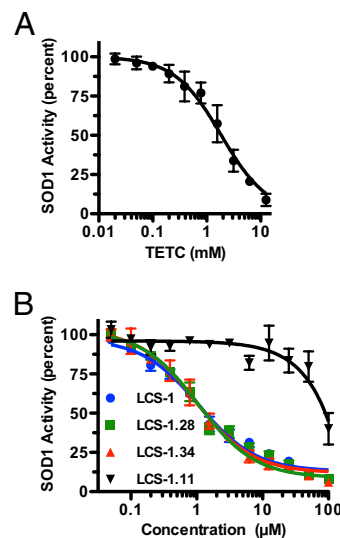 A
SOD1 Activity (percent)
100
75
50
25
0
0.01 0.1 1 10
TETC (mM)
B
SOD1 Activity (percent)
100
75
50
25
0
LCS-1
LCS-1.28
LCS-1.34
LCS-1.11
0.1 1 10 100
Concentration (µM)